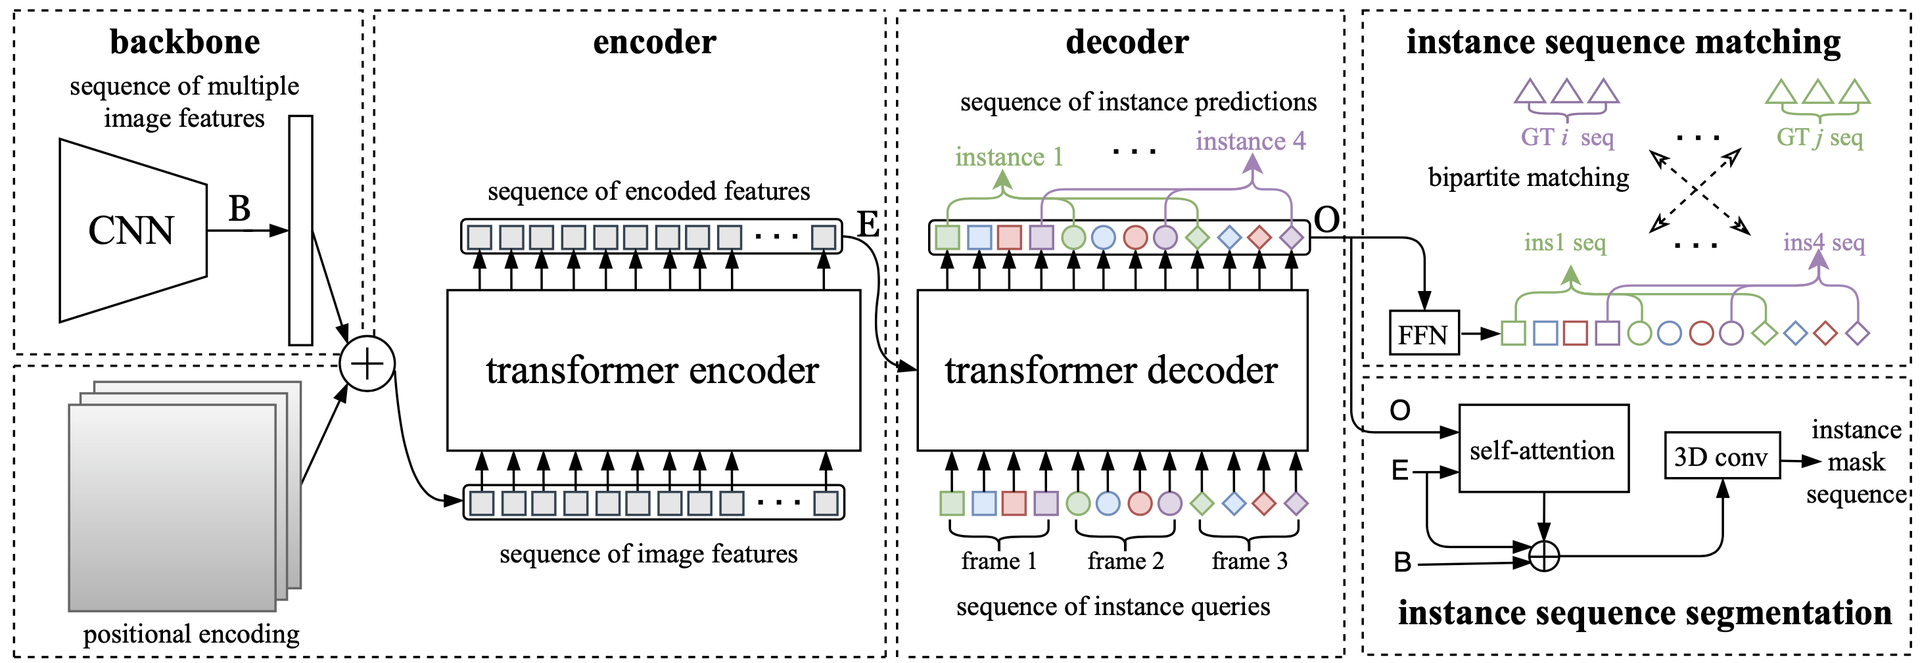 backbone
sequence of multiple
image features
CNN
B
positional encoding
encoder
sequence of encoded features
E
transformer encoder
sequence of image features
decoder
sequence of instance predictions
instance 1
. . .
instance 4
O
transformer decoder
frame 1
frame 2
frame 3
sequence of instance queries
instance sequence matching
GT i seq
. . .
GT j seq
bipartite matching
ins1 seq
. . .
ins4 seq
FFN
O
E
B
self-attention
3D conv
instance
mask
sequence
instance sequence segmentation